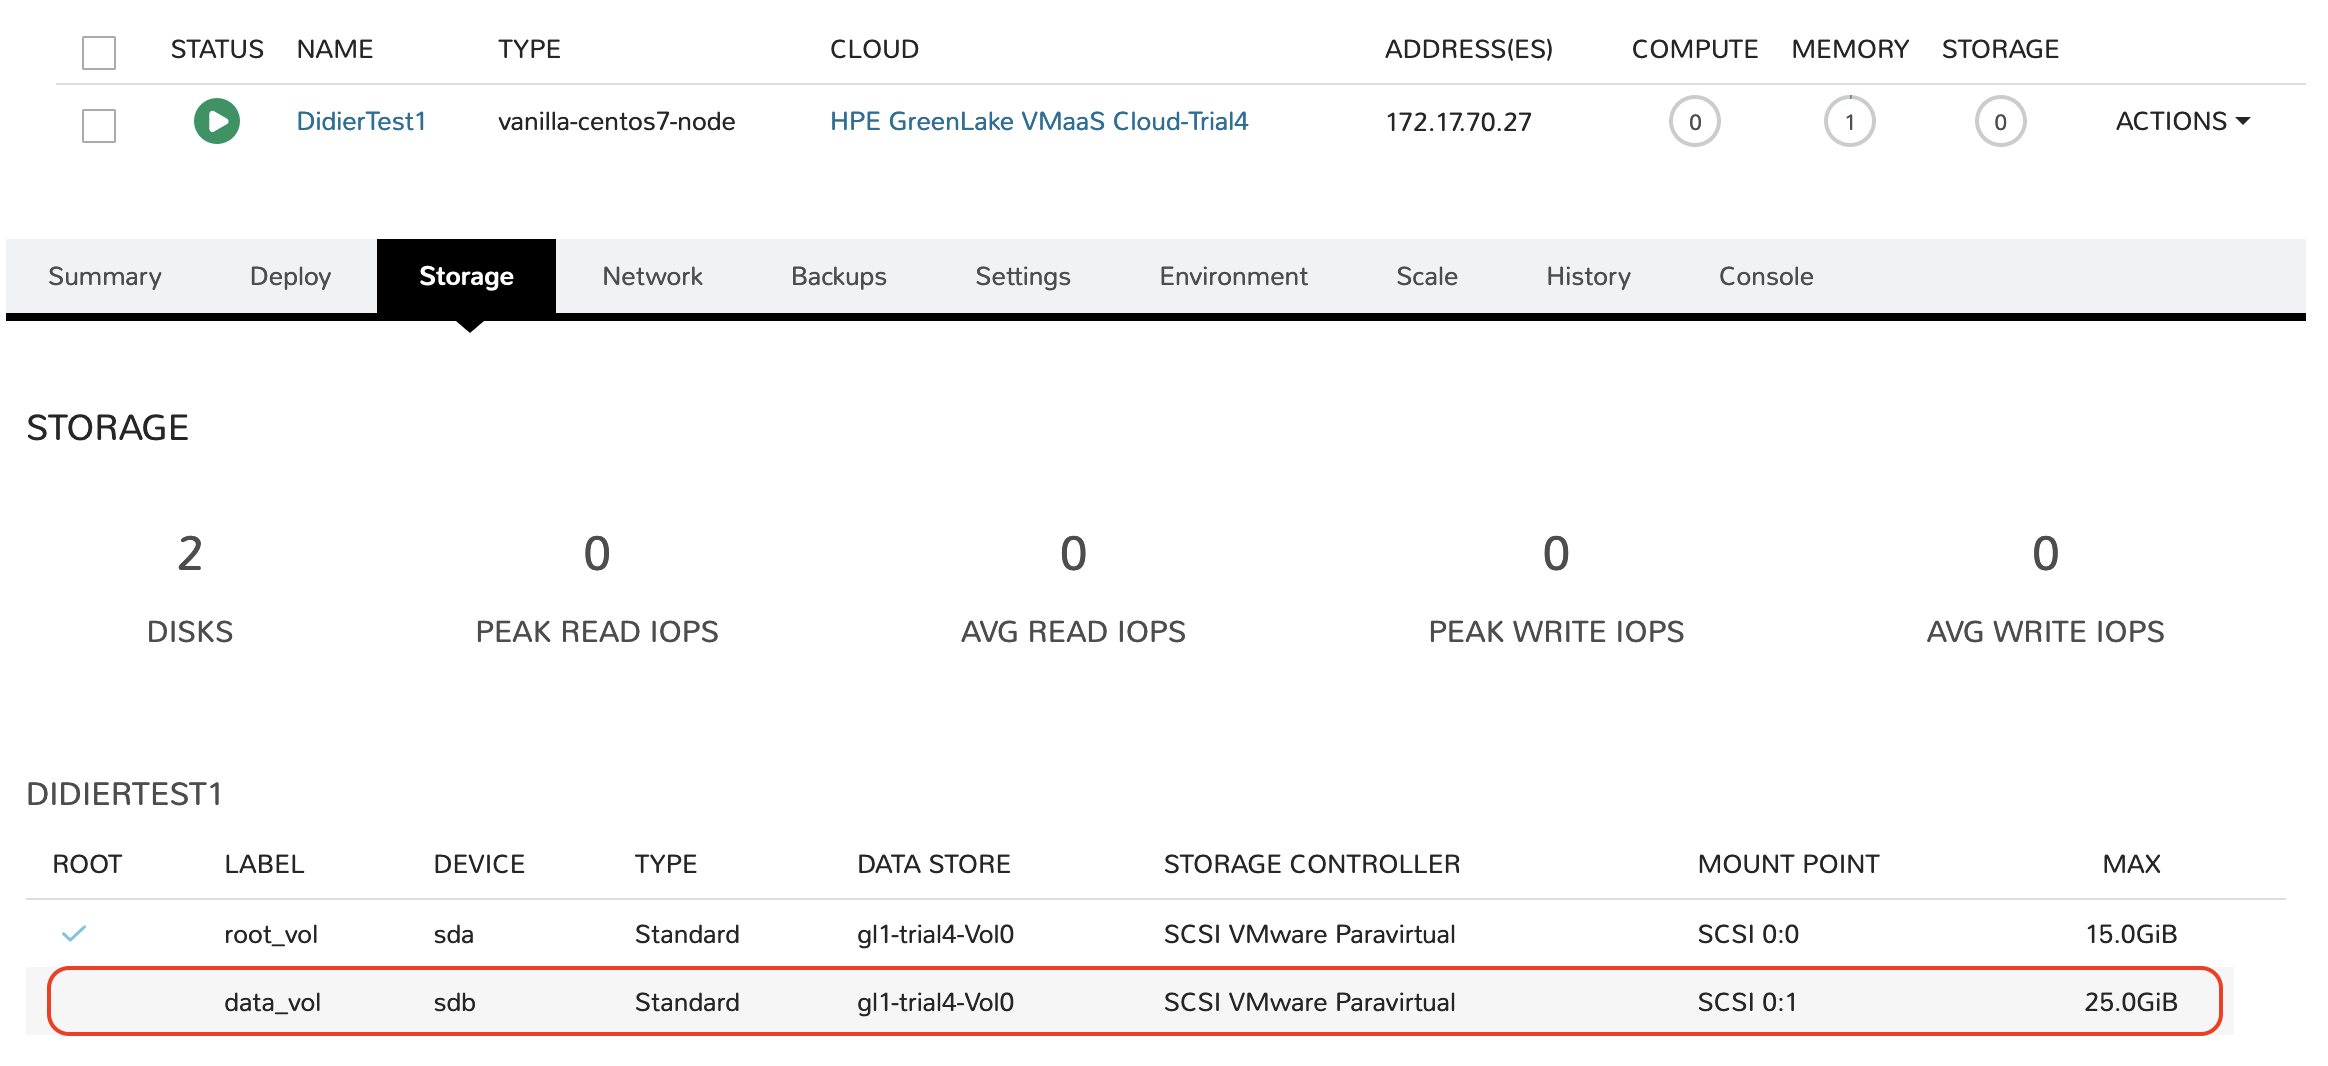 STATUS NAME TYPE CLOUD ADDRESS(ES) COMPUTE MEMORY STORAGE
DidierTest1 vanilla-centos7-node HPE GreenLake VMaaS Cloud-Trial4 172.17.70.27 0 1 0 ACTIONS
Summary Deploy Storage Network Backups Settings Environment Scale History Console
STORAGE
2 0 0 0 0
DISKS PEAK READ IOPS AVG READ IOPS PEAK WRITE IOPS AVG WRITE IOPS
DIDIERTEST1
ROOT LABEL DEVICE TYPE DATA STORE STORAGE CONTROLLER MOUNT POINT MAX
root_vol sda Standard gl1-trial4-Vol0 SCSI VMware Paravirtual SCSI 0:0 15.0GiB
data_vol sdb Standard gl1-trial4-Vol0 SCSI VMware Paravirtual SCSI 0:1 25.0GiB